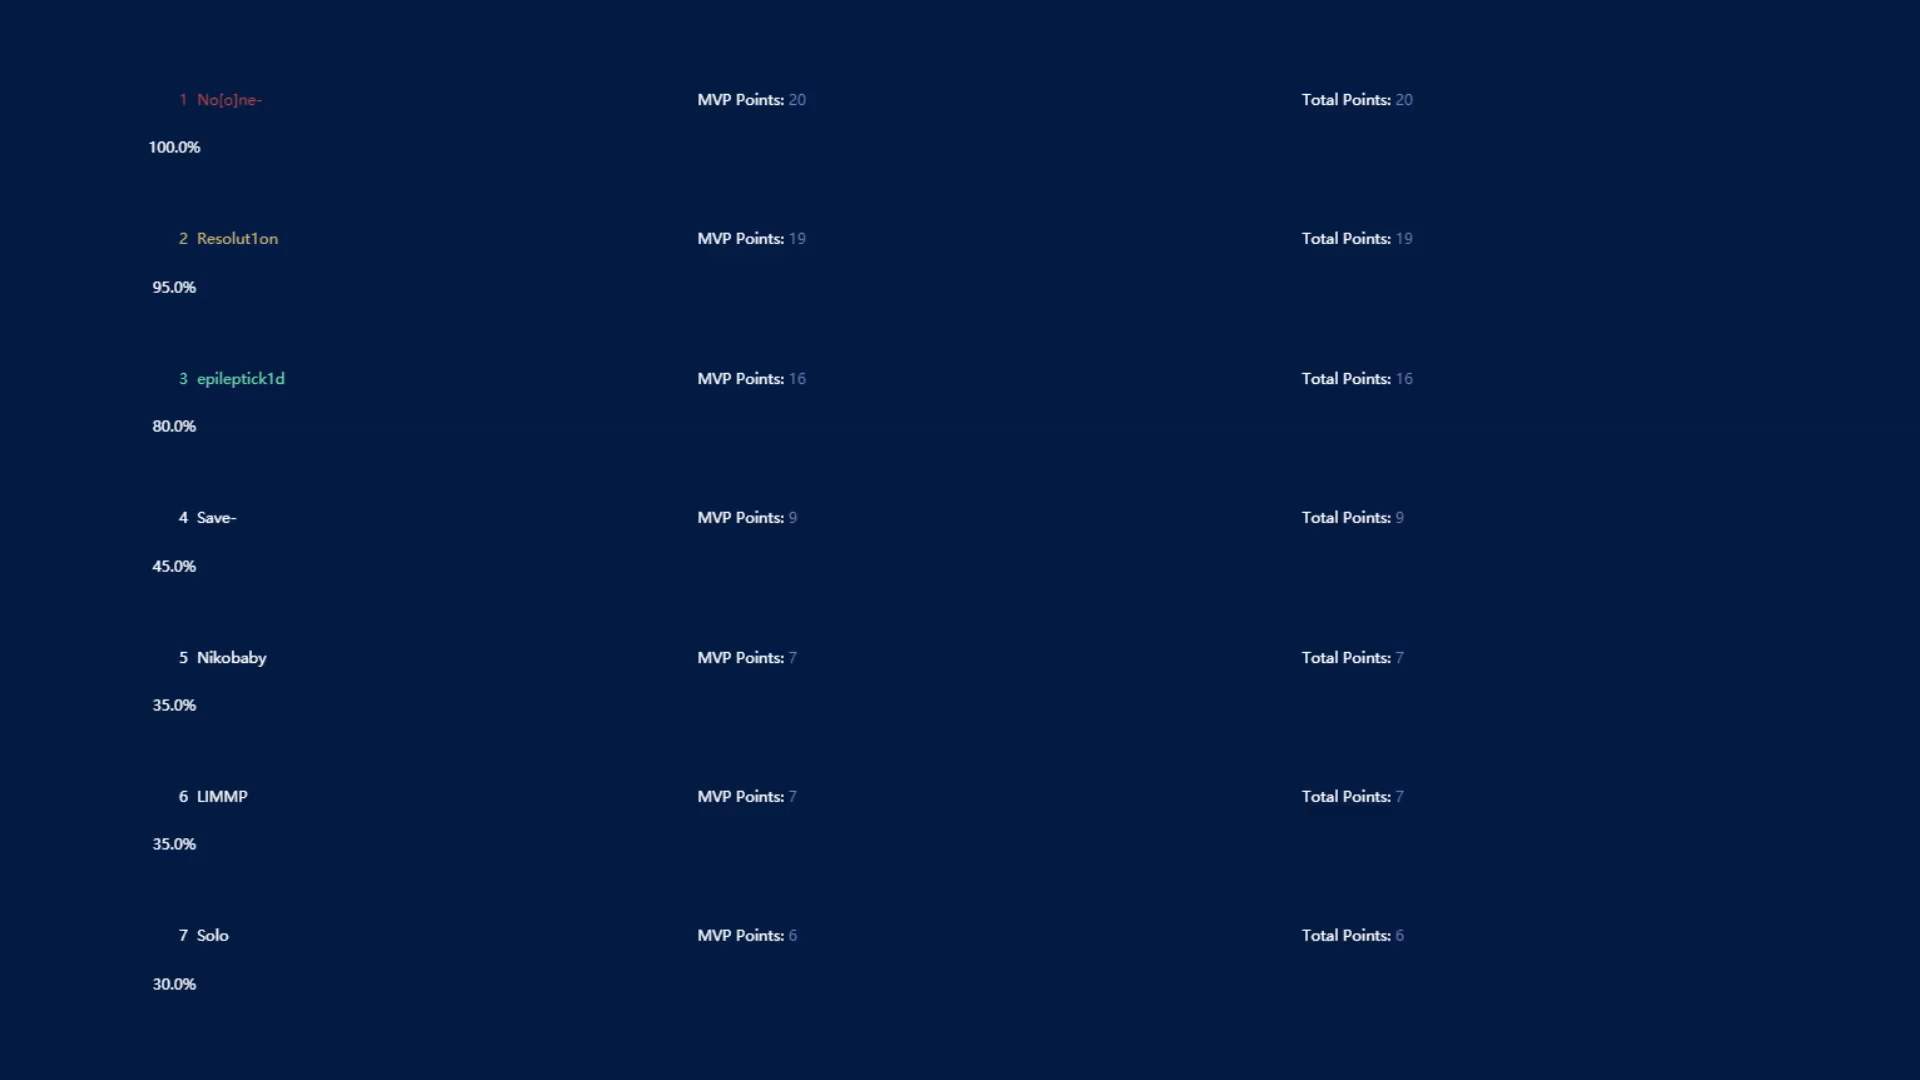 1 No[o]ne- MVP Points: 20 Total Points: 20
100.0%
2 Resolut1on MVP Points: 19 Total Points: 19
95.0%
3 epileptick1d MVP Points: 16 Total Points: 16
80.0%
4 Save- MVP Points: 9 Total Points: 9
45.0%
5 Nikobaby MVP Points: 7 Total Points: 7
35.0%
6 LIMMP MVP Points: 7 Total Points: 7
35.0%
7 Solo MVP Points: 6 Total Points: 6
30.0%